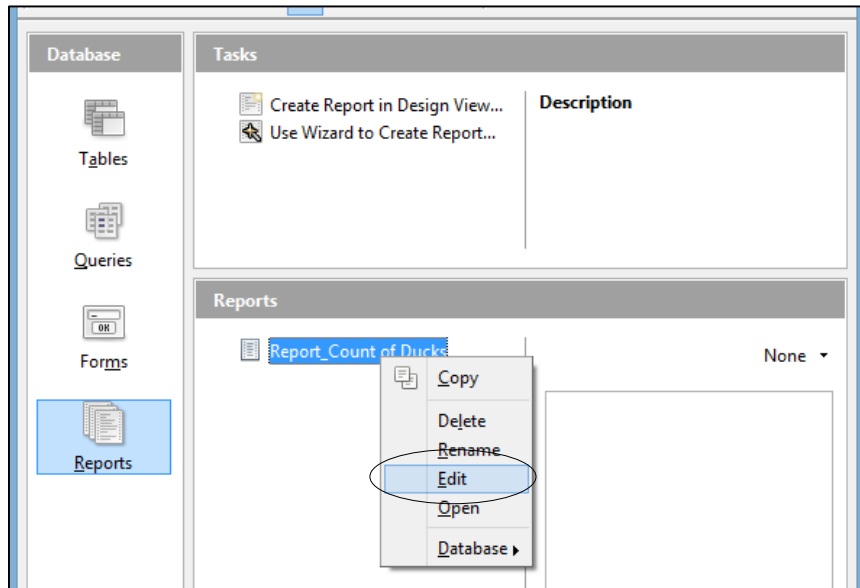 Database
Tables
Queries
OK
Forms
Reports
Tasks
Create Report in Design View...
Use Wizard to Create Report...
Description
Reports
Report_Count of Ducks
None
Copy
Delete
Rename
Edit
Open
Database